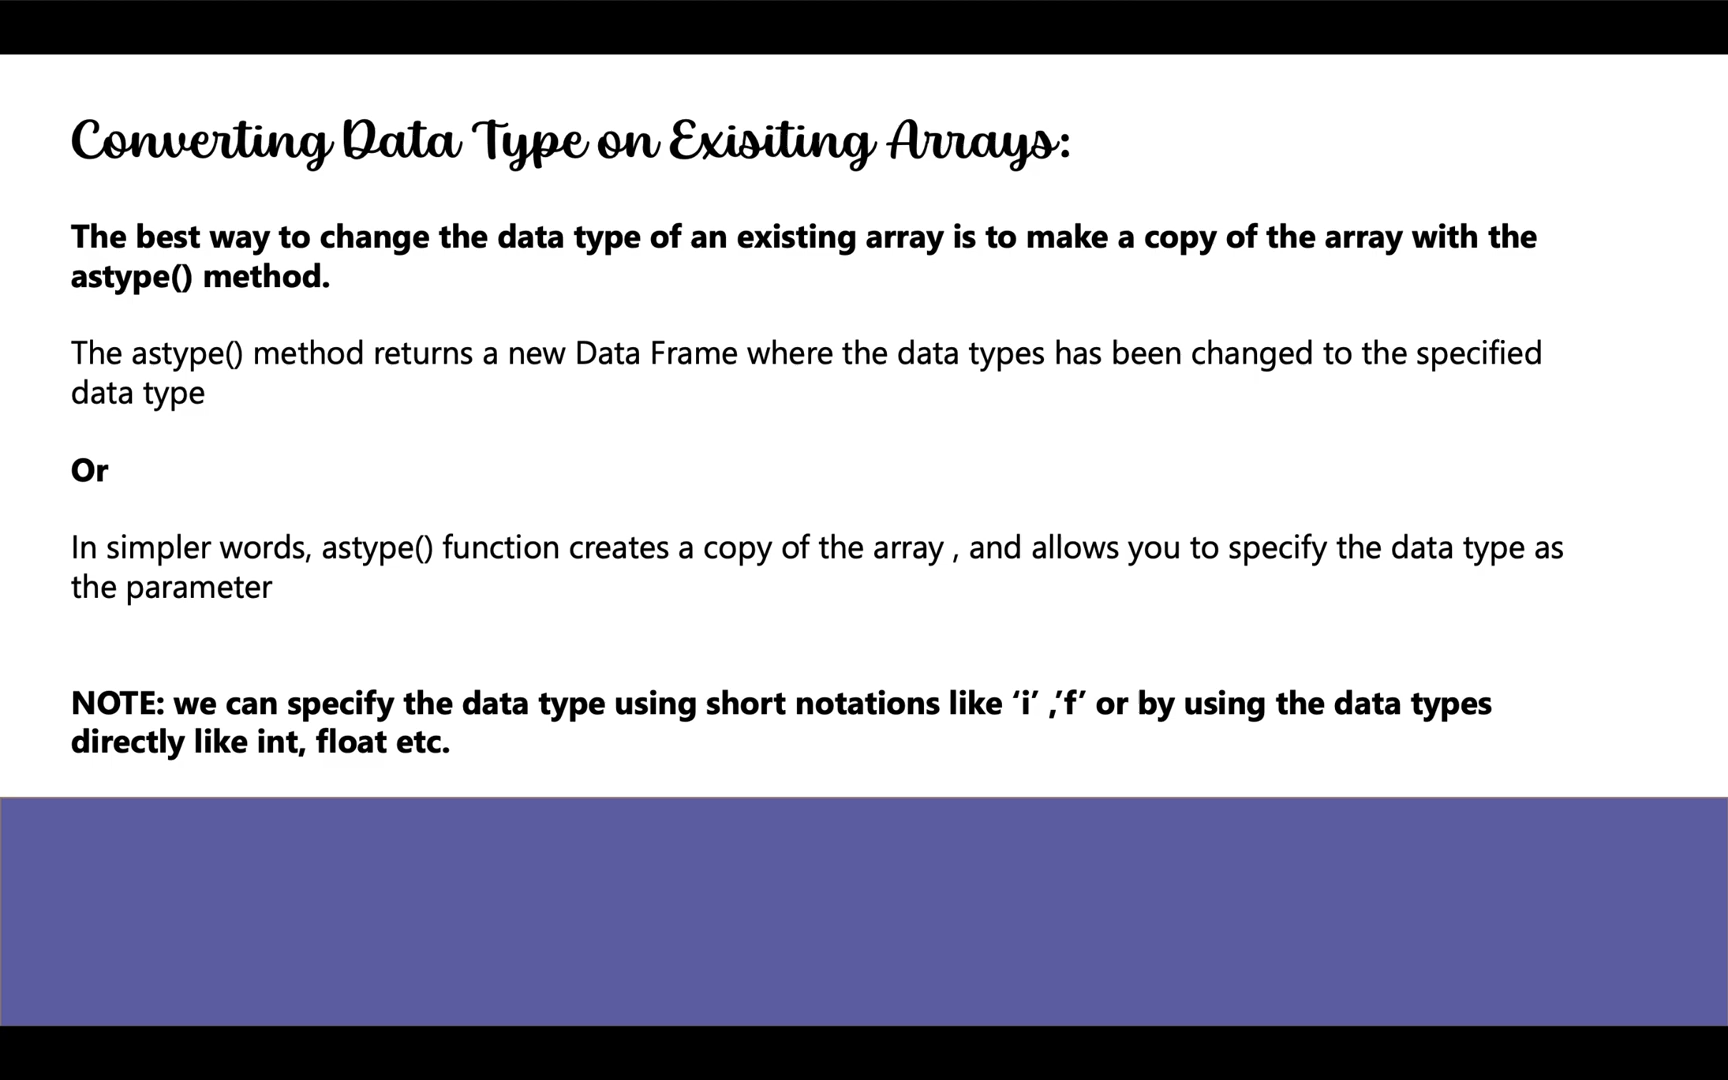 Converting Data Type on Exisiting Arrays:
The best way to change the data type of an existing array is to make a copy of the array with the
astype() method.
The astype() method returns a new Data Frame where the data types has been changed to the specified
data type
Or
In simpler words, astype() function creates a copy of the array , and allows you to specify the data type as
the parameter
NOTE: we can specify the data type using short notations like ‘i’ ,’f’ or by using the data types
directly like int, float etc.